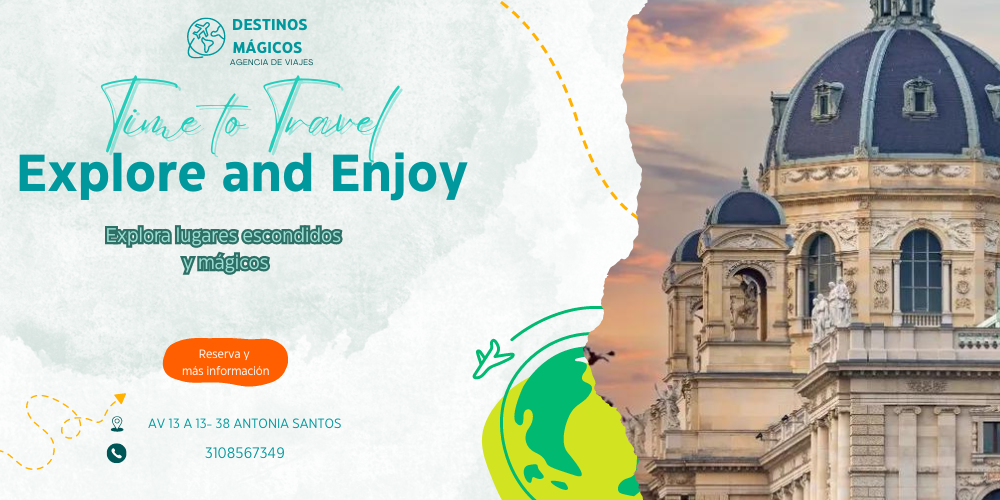 DESTINOS
MÁGICOS
AGENCIA DE VIAJES
Time to Travel
Explore and Enjoy
Explora lugares escondidos
y mágicos
Reserva y
más información
AV 13 A 13- 38 ANTONIA SANTOS
3108567349